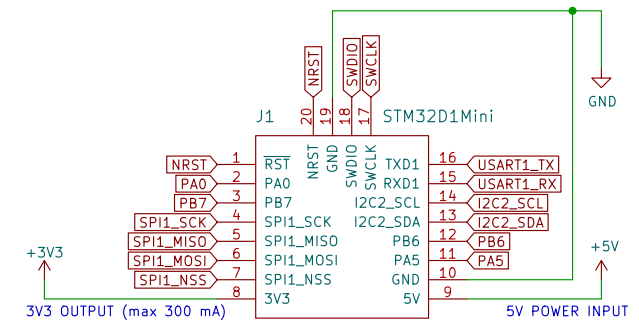 NRST
SWDIO
SWCLK
GND
J1
20
19
18
17
STM32D1Mini
NRST 1 RST NRST GND SWDIO SWCLK TXD1 16 USART1_TX
PA0 2 PA0 RXD1 15 USART1_RX
PB7 3 PB7 I2C2_SCL 14 I2C2_SCL
SPI1_SCK 4 SPI1_SCK I2C2_SDA 13 I2C2_SDA
SPI1_MISO 5 SPI1_MISO PB6 12 PB6
SPI1_MOSI 6 SPI1_MOSI PA5 11 PA5
+3V3 +5V
SPI1_NSS 7 SPI1_NSS GND 10
8 3V3 5V 9
3V3 OUTPUT (max 300 mA) 5V POWER INPUT